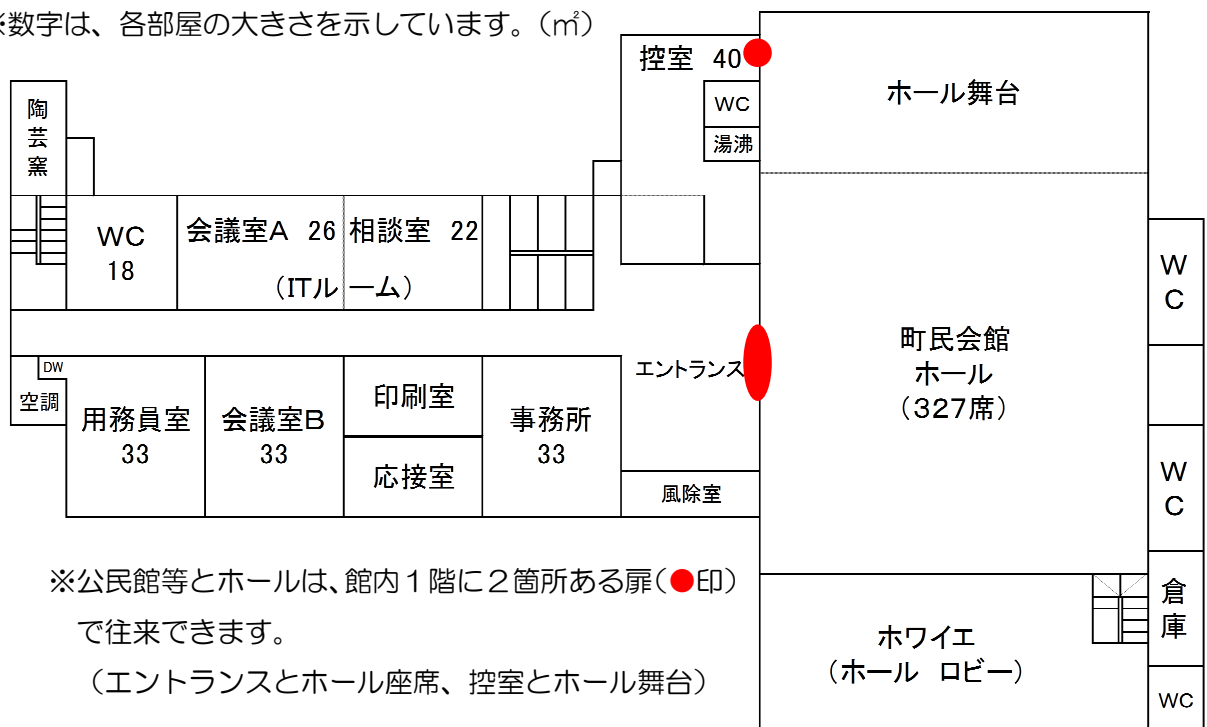 ※数字は、各部屋の大きさを示しています。（㎡）
控室 40
ホール舞台
WC
湯沸
陶芸窯
WC
18
会議室A 26
相談室 22
（ITルーム）
WC
町民会館
ホール
（327席）
エントランス
DW
空調
用務員室
33
会議室B
33
印刷室
応接室
事務所
33
風除室
WC
倉庫
WC
ホワイエ
（ホール ロビー）
※公民館等とホールは、館内１階に２箇所ある扉（●印）
で往来できます。
（エントランスとホール座席、控室とホール舞台）